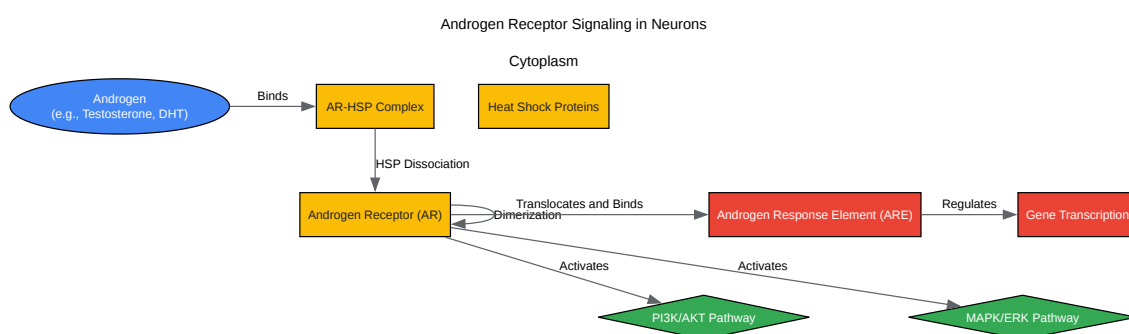 Androgen Receptor Signaling in Neurons
Cytoplasm
Androgen
(e.g., Testosterone, DHT)
Binds
AR-HSP Complex
Heat Shock Proteins
HSP Dissociation
Androgen Receptor (AR)
Translocates and Binds
Dimerization
Androgen Response Element (ARE)
Regulates
Gene Transcription
Activates
Activates
PI3K/AKT Pathway
MAPK/ERK Pathway